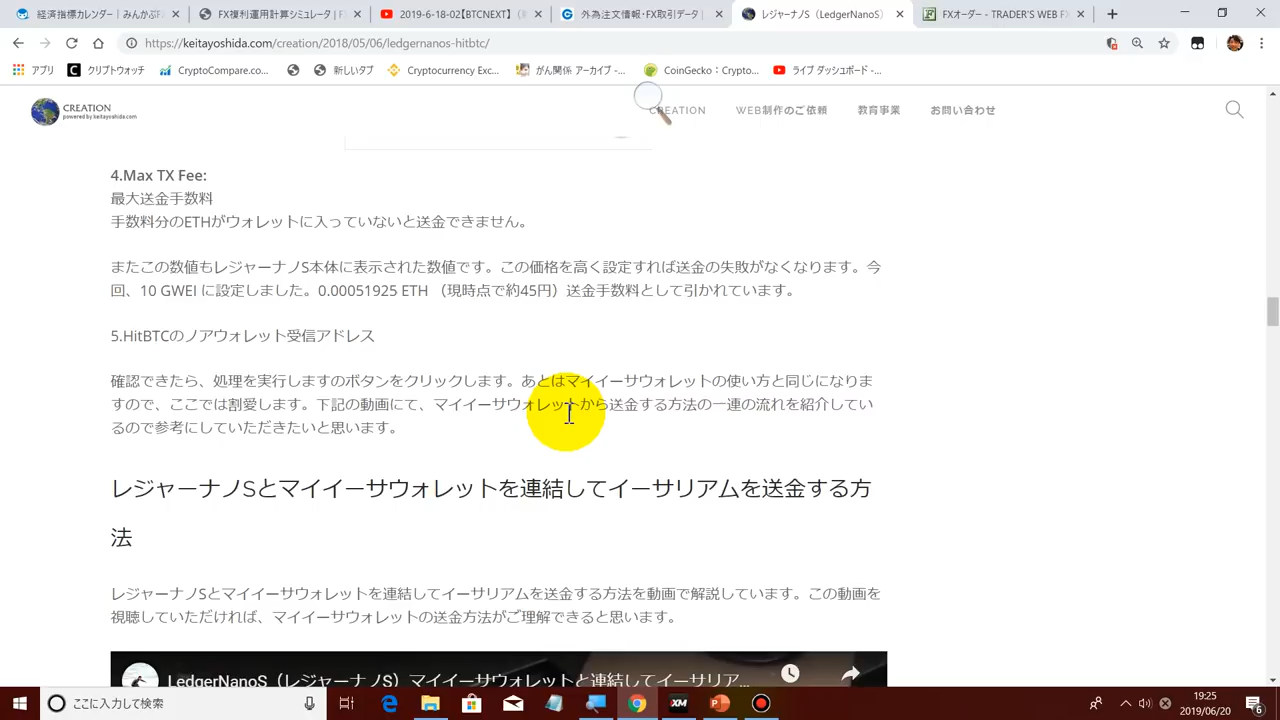 経済指標カレンダー | みんかぶF
FX複利運用計算シミュレータ | F
2019-6-18-02【BTCNEXT】(
外為注文情報・FX取引データ |
レジャーナノS（LedgerNanoS）
FXオーダー - TRADER'S WEB FX
https://keitayoshida.com/creation/2018/05/06/ledgernanos-hitbtc/
アプリ
クリプトウォッチ
CryptoCompare.co...
新しいタブ
Cryptocurrency Exc...
がん関係 アーカイブ - ...
CoinGecko：Crypto...
ライブ ダッシュボード - ...
CREATION
powered by keitayoshida.com
CREATION
WEB制作のご依頼
教育事業
お問い合わせ
4.Max TX Fee:
最大送金手数料
手数料分のETHがウォレットに入っていないと送金できません。
またこの数値もレジャーナノS本体に表示された数値です。この価格を高く設定すれば送金の失敗がなくなります。今
回、10 GWEI に設定しました。0.00051925 ETH （現時点で約45円）送金手数料として引かれています。
5.HitBTCのノアウォレット受信アドレス
確認できたら、処理を実行しますのボタンをクリックします。あとはマイイーサウォレットの使い方と同じになりま
すので、ここでは割愛します。下記の動画にて、マイイーサウォレットから送金する方法の一連の流れを紹介してい
るので参考にしていただきたいと思います。
レジャーナノSとマイイーサウォレットを連結してイーサリアムを送金する方
法
レジャーナノSとマイイーサウォレットを連結してイーサリアムを送金する方法を動画で解説しています。この動画を
視聴していただければ、マイイーサウォレットの送金方法がご理解できると思います。
LedgerNanoS（レジャーナノS）マイウォレットと連結してイーサリア...
ここに入力して検索
XM
19:25
2019/06/20
6